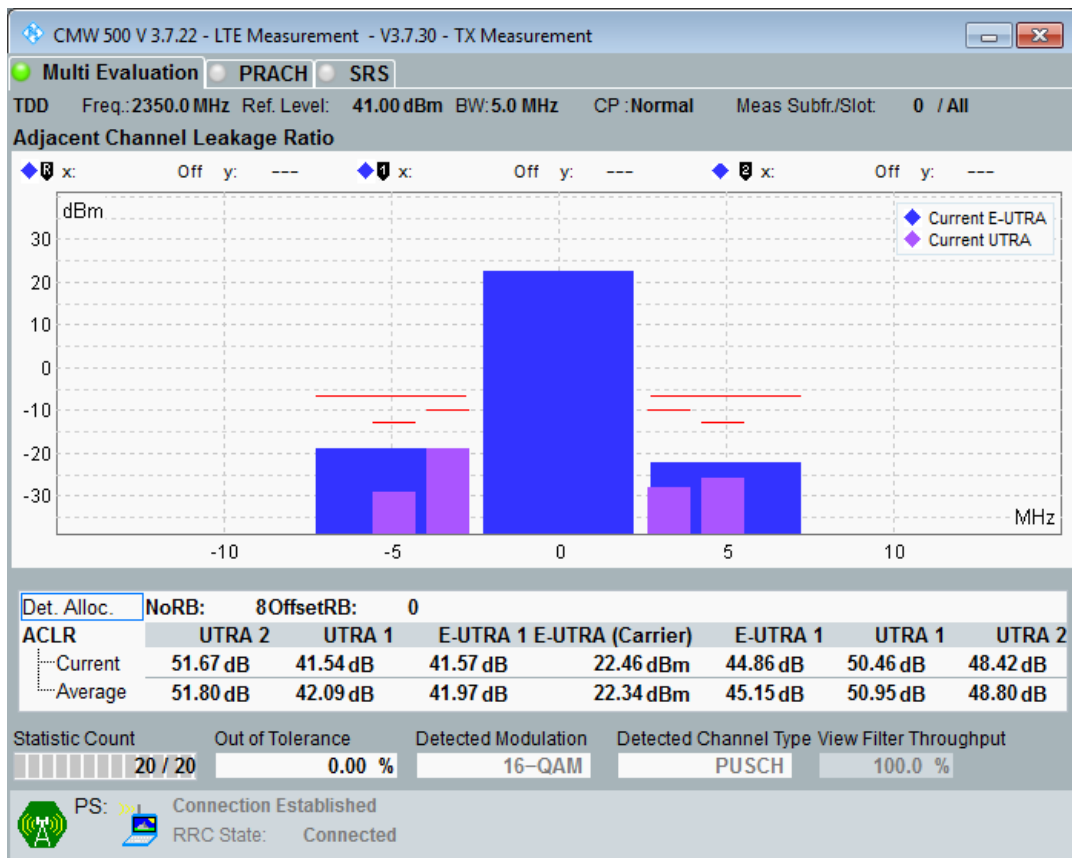 CMW 500 V 3.7.22 - LTE Measurement - V3.7.30 - TX Measurement
Multi Evaluation PRACH SRS
TDD Freq.: 2350.0 MHz Ref. Level: 41.00 dBm BW: 5.0 MHz CP : Normal Meas Subfr./Slot: 0 / All
Adjacent Channel Leakage Ratio
R x: Off y: --- 1 x: Off y: --- 2 x: Off y: ---
dBm
Current E-UTRA
Current UTRA
30
20
10
0
-10
-20
-30
MHz
-10 -5 0 5 10
Det. Alloc. NoRB: 8 OffsetRB: 0
ACLR UTRA 2 UTRA 1 E-UTRA 1 E-UTRA (Carrier) E-UTRA 1 UTRA 1 UTRA 2
Current 51.67 dB 41.54 dB 41.57 dB 22.46 dBm 44.86 dB 50.46 dB 48.42 dB
Average 51.80 dB 42.09 dB 41.97 dB 22.34 dBm 45.15 dB 50.95 dB 48.80 dB
Statistic Count Out of Tolerance Detected Modulation Detected Channel Type View Filter Throughput
20 / 20 0.00 % 16-QAM PUSCH 100.0 %
PS: Connection Established
RRC State: Connected